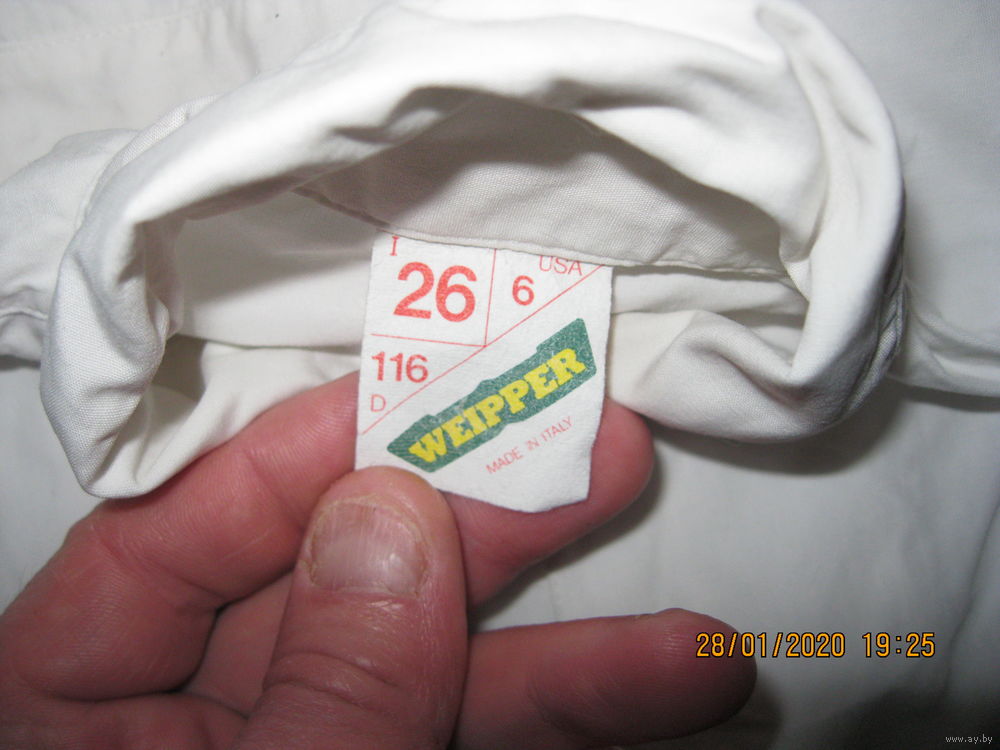 I
26
USA
6
116
D
WEIPPER
MADE IN ITALY
28/01/2020 19:25
www.ay.by